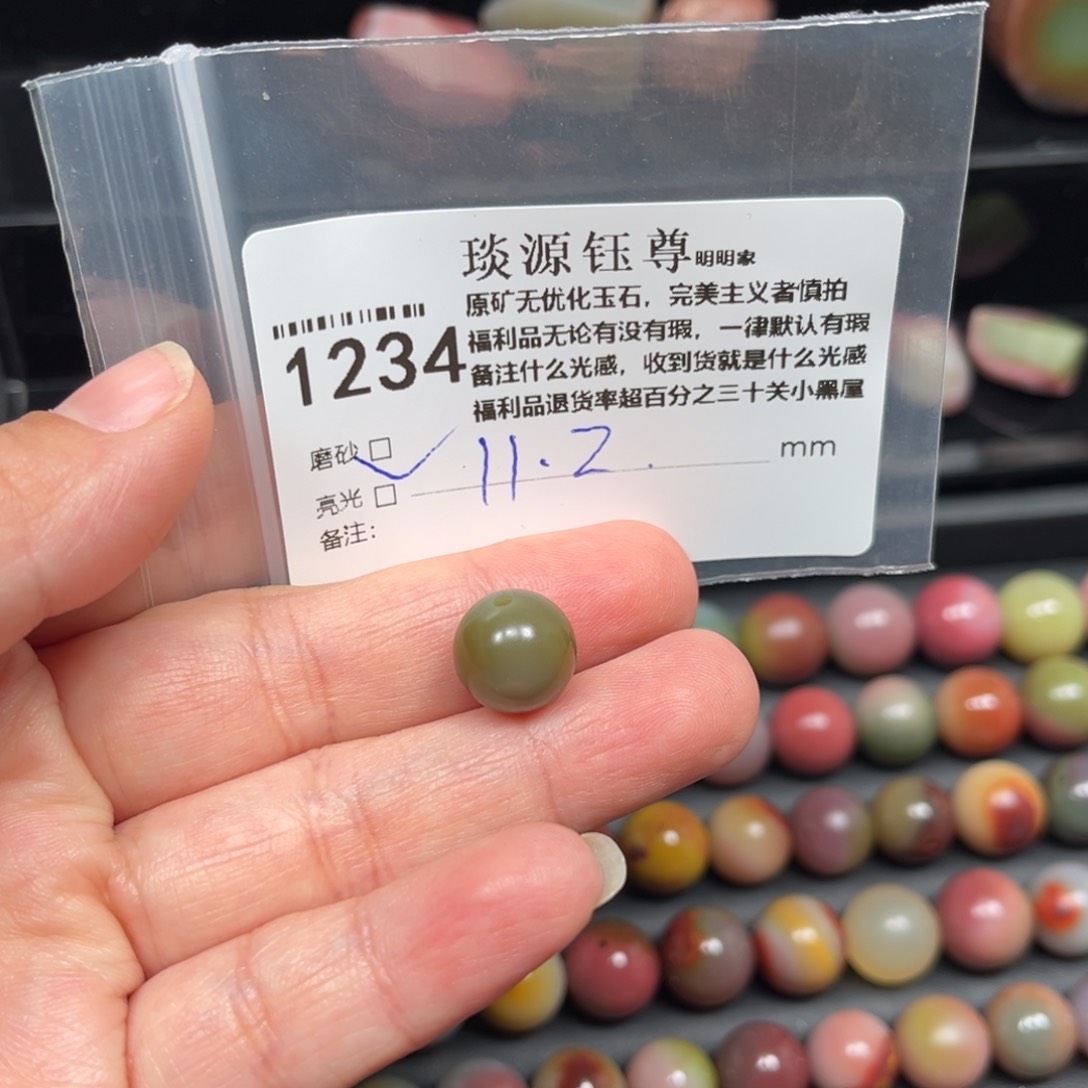 琰源钰尊明明家
原矿无优化玉石，完美主义者慎拍
1234
福利品无论有没有瑕，一律默认有瑕
备注什么光感，收到货就是什么光感
福利品退货率超百分之三十关小黑屋
磨砂□
11.2. mm
亮光□
备注：